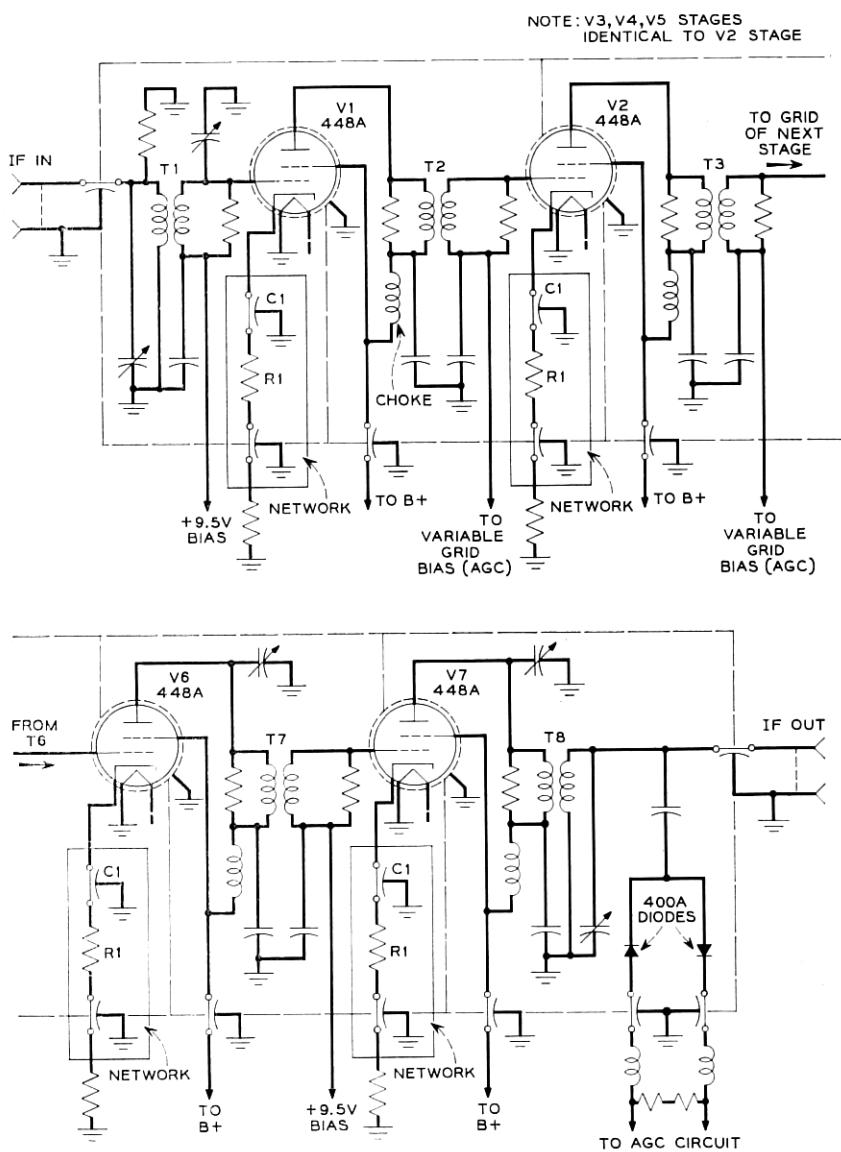 NOTE: V3, V4, V5 STAGES
IDENTICAL TO V2 STAGE
IF IN
T1
V1
448A
T2
V2
448A
T3
TO GRID
OF NEXT
STAGE
C1
R1
CHOKE
C1
R1
NETWORK
+9.5V
BIAS
TO B+
TO
VARIABLE
GRID
BIAS (AGC)
NETWORK
TO B+
TO
VARIABLE
GRID
BIAS (AGC)
FROM
T6
V6
448A
T7
V7
448A
T8
IF OUT
C1
R1
C1
R1
400A
DIODES
NETWORK
TO
B+
+9.5V
BIAS
NETWORK
TO
B+
TO AGC CIRCUIT